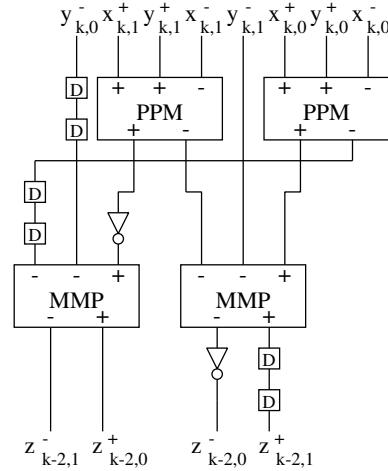 y⁻k,0 x⁺k,1 y⁺k,1 x⁻k,1 y⁻k,1 x⁺k,0 y⁺k,0 x⁻k,0
D + + - + + -
PPM PPM
D + - + -
D
D
- - + - - +
MMP MMP
- + - +
D
D
z⁻k-2,1 z⁺k-2,0 z⁻k-2,0 z⁺k-2,1